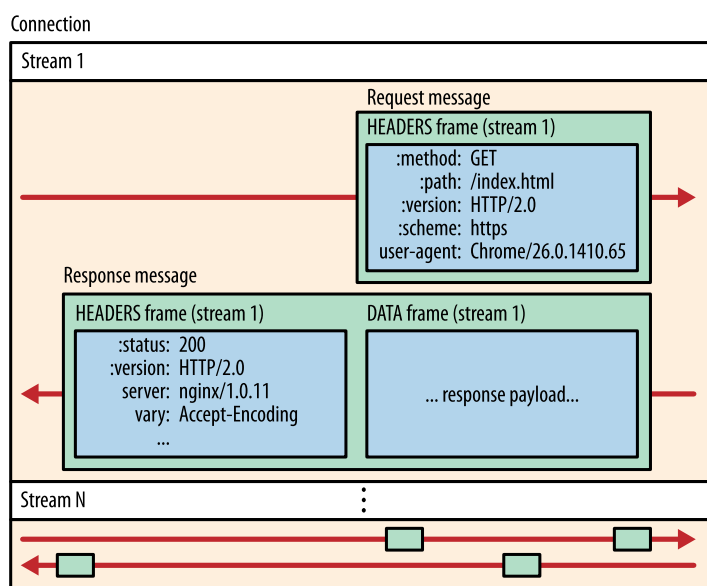 Connection
Stream 1
Request message
HEADERS frame (stream 1)
:method: GET
:path: /index.html
:version: HTTP/2.0
:scheme: https
user-agent: Chrome/26.0.1410.65
Response message
HEADERS frame (stream 1)
:status: 200
:version: HTTP/2.0
server: nginx/1.0.11
vary: Accept-Encoding
...
DATA frame (stream 1)
... response payload...
Stream N